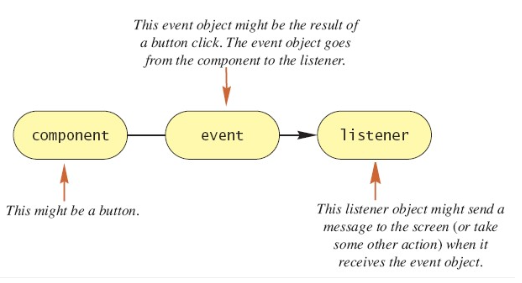 This event object might be the result of
a button click. The event object goes
from the component to the listener.
component
event
listener
This might be a button.
This listener object might send a
message to the screen (or take
some other action) when it
receives the event object.